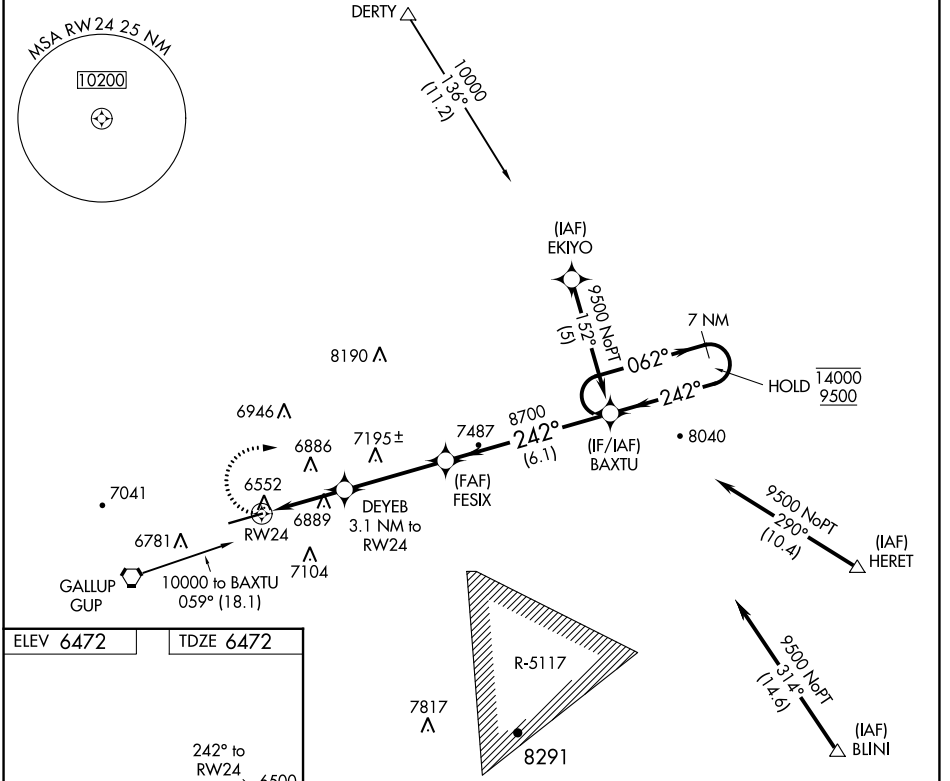 MSA RW24 25 NM
10200
DERTY
10000
136°
(11.2)
(IAF)
EKIYO
9500 NoPT
152°
(5)
7 NM
062°
242°
HOLD
14000
9500
8190
6946
6886
7195±
7487
8700
242°
(6.1)
(IF/IAF)
BAXTU
8040
7041
6552
6889
DEYEB
3.1 NM to
RW24
(FAF)
FESIX
RW24
6781
7104
GALLUP
GUP
10000 to BAXTU
059° (18.1)
9500 NoPT
290°
(10.4)
(IAF)
HERET
9500 NoPT
314°
(14.6)
(IAF)
BLINI
R-5117
8291
7817
ELEV 6472
TDZE 6472
242° to
RW24
6500